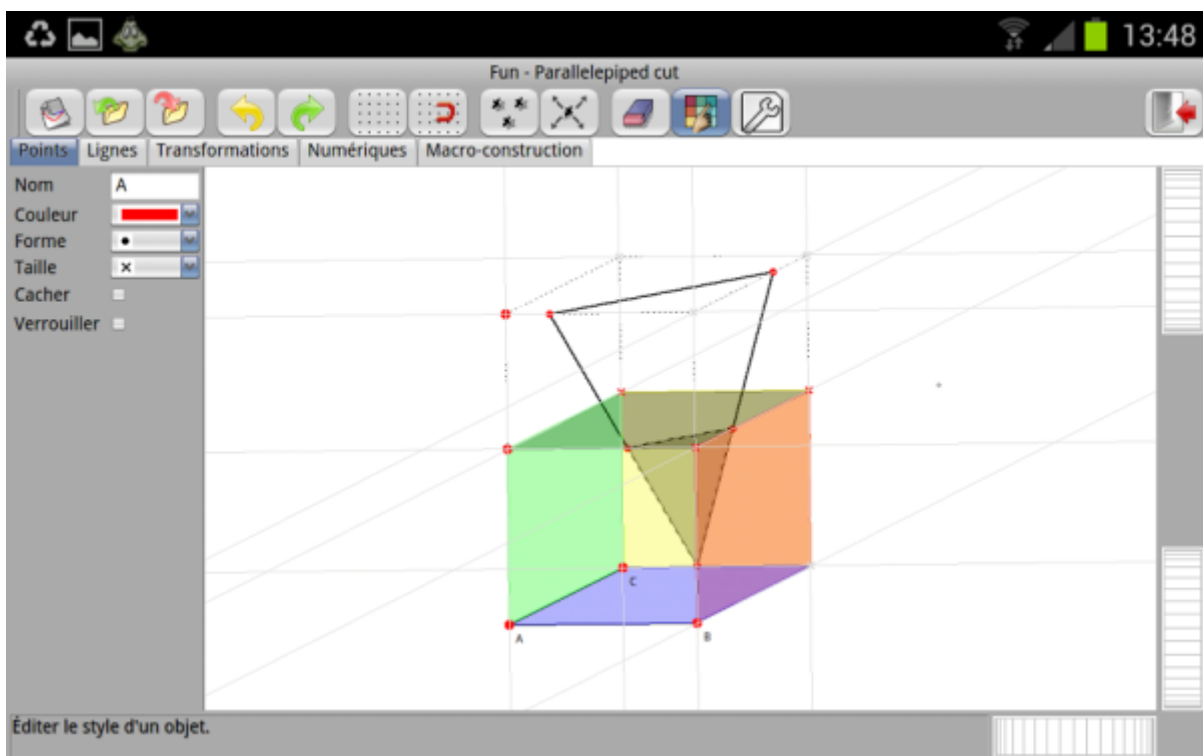 13:48
Fun - Parallelepiped cut
Points Lignes Transformations Numériques Macro-construction
Nom A
Couleur
Forme
Taille
Cacher
Verrouiller
C
A B
Éditer le style d'un objet.